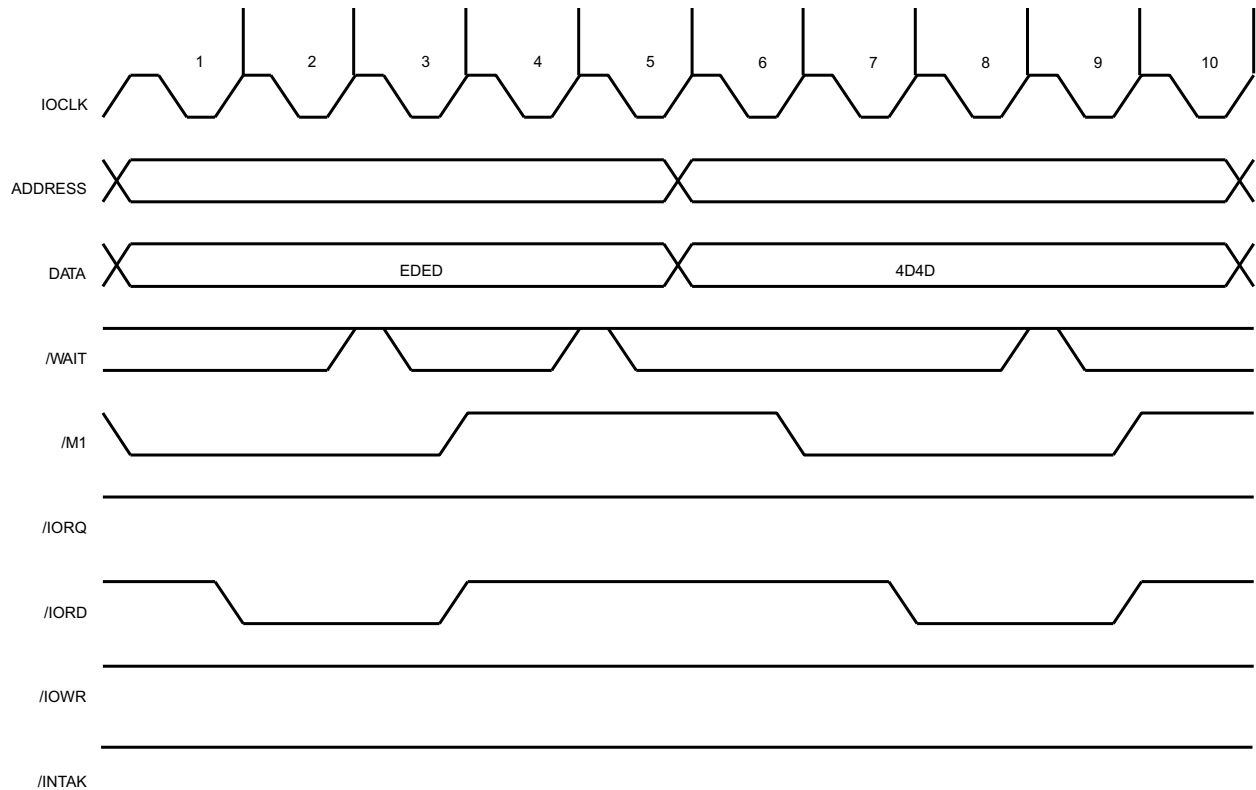 1 2 3 4 5 6 7 8 9 10
IOCLK
ADDRESS
DATA EDED 4D4D
/WAIT
/M1
/IORQ
/IORD
/IOWR
/INTAK